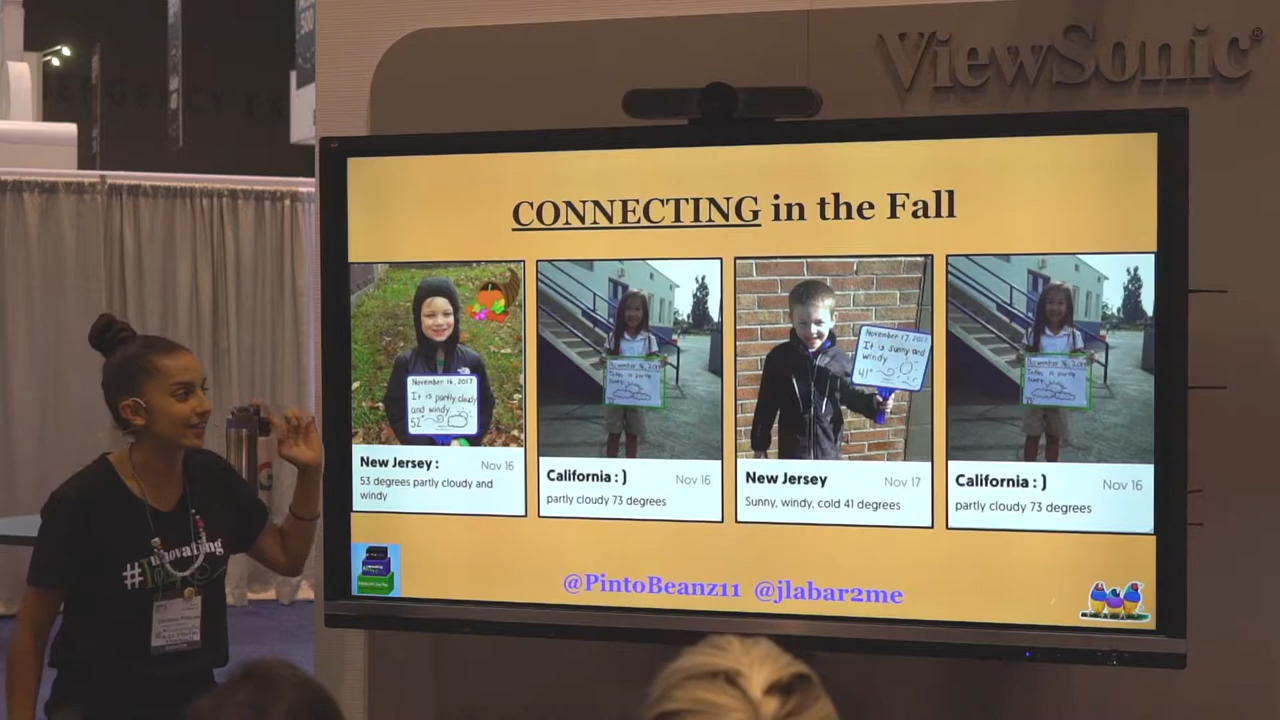 ViewSonic®
CONNECTING in the Fall
November 16, 2017
It is partly cloudy
and windy.
52°
New Jersey :
Nov 16
53 degrees partly cloudy and
windy
California : )
Nov 16
partly cloudy 73 degrees
November 17, 2017
It is sunny and
windy
41°
New Jersey
Nov 17
Sunny, windy, cold 41 degrees
California : )
Nov 16
partly cloudy 73 degrees
@PintoBeanz11 @jlabar2me
#Innovating